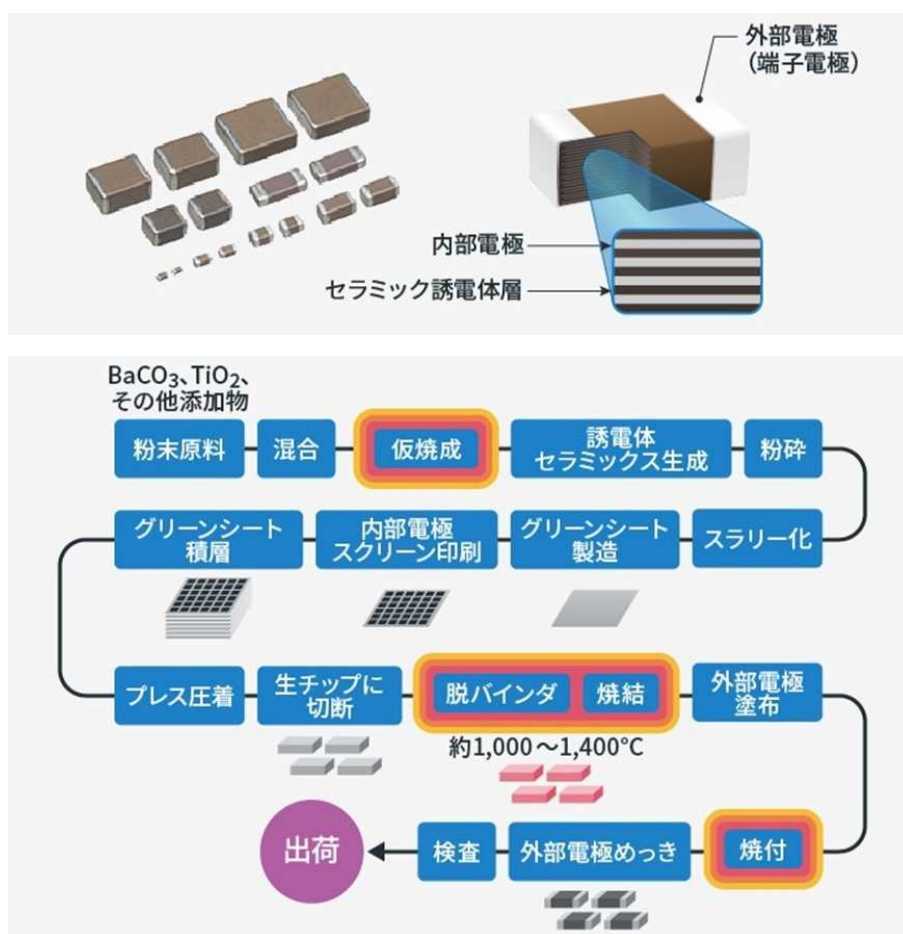 外部電極
（端子電極）
内部電極
セラミック誘電体層
BaCO₃、TiO₂、
その他添加物
粉末原料
混合
仮焼成
誘電体
セラミックス生成
粉砕
スラリー化
グリーンシート
製造
内部電極
スクリーン印刷
グリーンシート
積層
プレス圧着
生チップに
切断
脱バインダ
焼結
約1,000～1,400℃
外部電極
塗布
焼付
外部電極めっき
検査
出荷